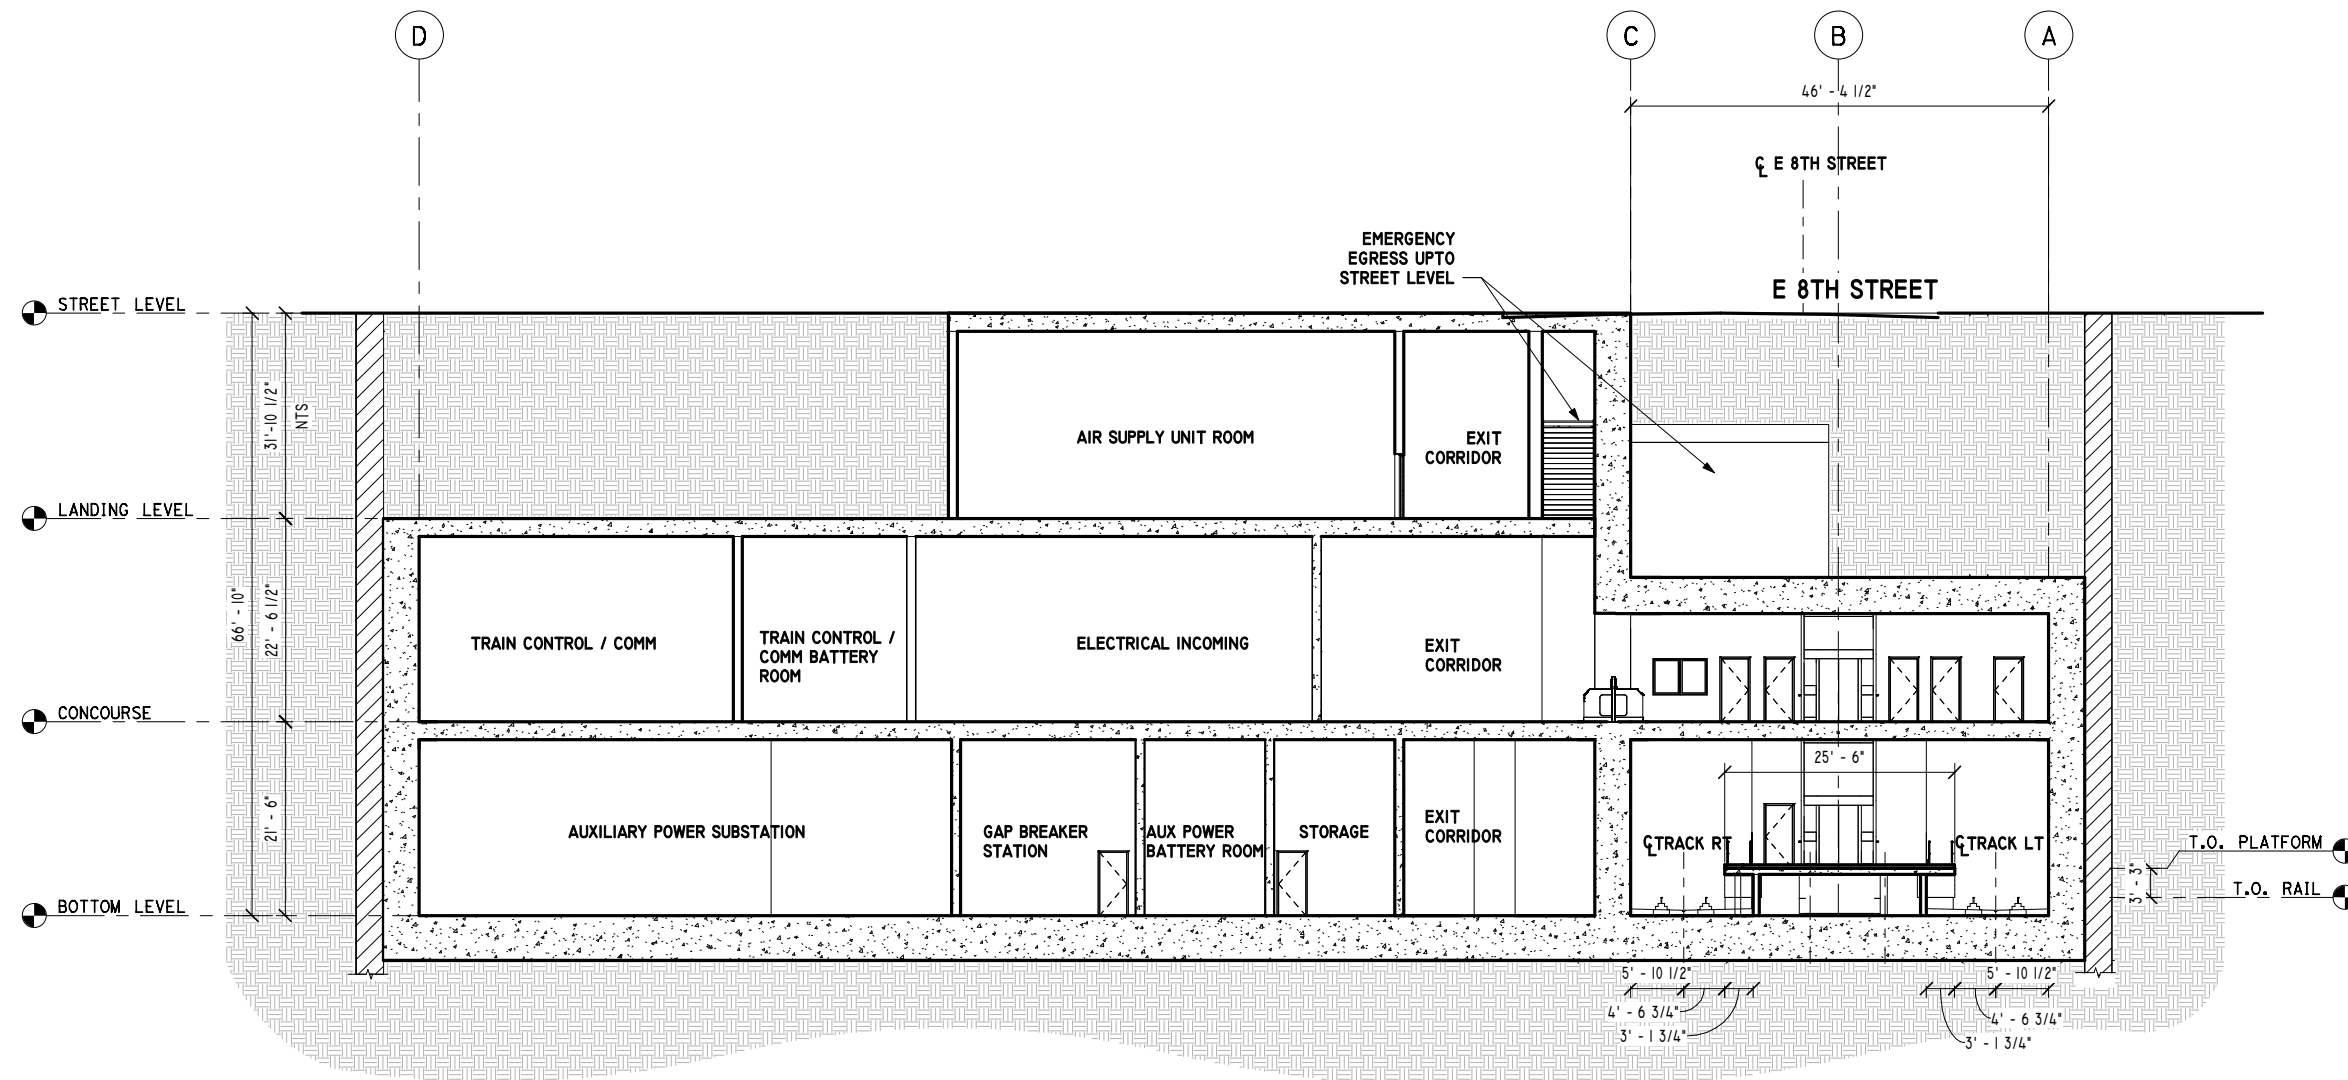 D
C
B
A
46' - 4 1/2"
℄ E 8TH STREET
EMERGENCY
EGRESS UPTO
STREET LEVEL
E 8TH STREET
STREET LEVEL
31'-10 1/2"
NTS
AIR SUPPLY UNIT ROOM
EXIT
CORRIDOR
LANDING LEVEL
66' - 10"
22' - 6 1/2"
TRAIN CONTROL / COMM
TRAIN CONTROL /
COMM BATTERY
ROOM
ELECTRICAL INCOMING
EXIT
CORRIDOR
CONCOURSE
25' - 6"
21' - 6"
AUXILIARY POWER SUBSTATION
GAP BREAKER
STATION
AUX POWER
BATTERY ROOM
STORAGE
EXIT
CORRIDOR
℄ TRACK RT
℄ TRACK LT
T.O. PLATFORM
3' - 3"
T.O. RAIL
BOTTOM LEVEL
5' - 10 1/2"
5' - 10 1/2"
4' - 6 3/4"
4' - 6 3/4"
3' - 1 3/4"
3' - 1 3/4"